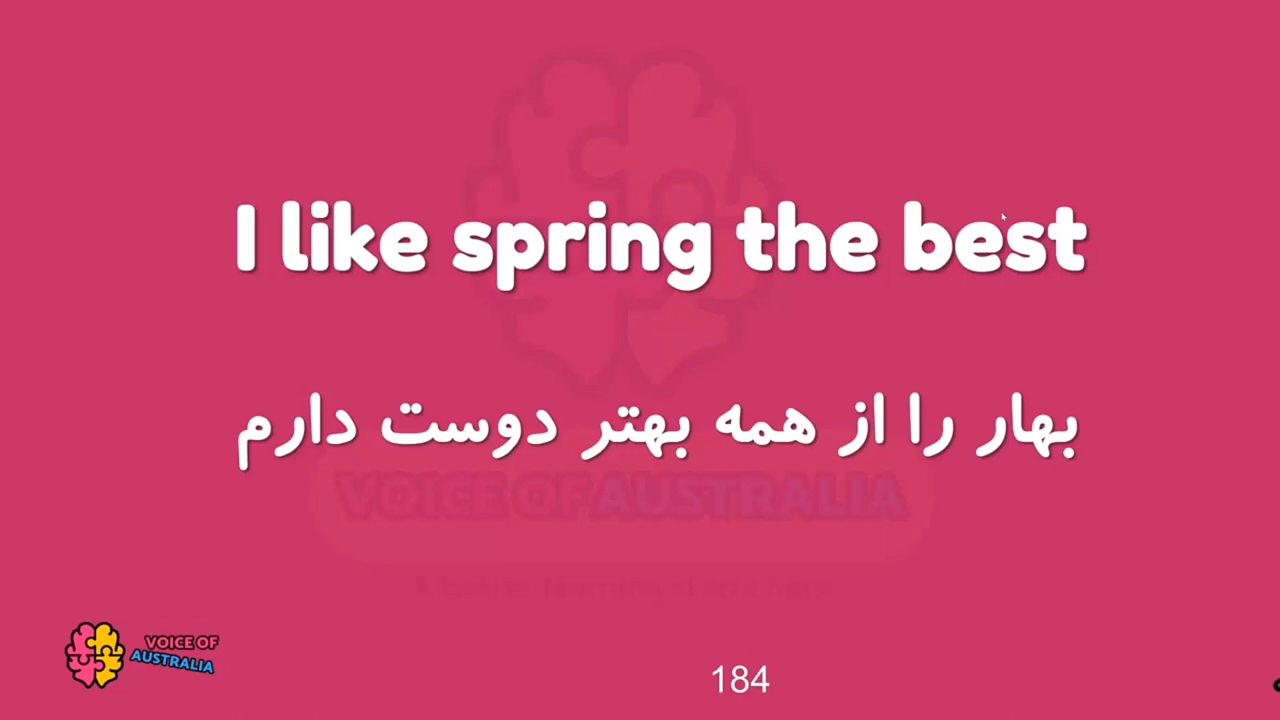 I like spring the best
بهار را از همه بهتر دوست دارم
VOICE OF AUSTRALIA
VOICE OF
AUSTRALIA
184